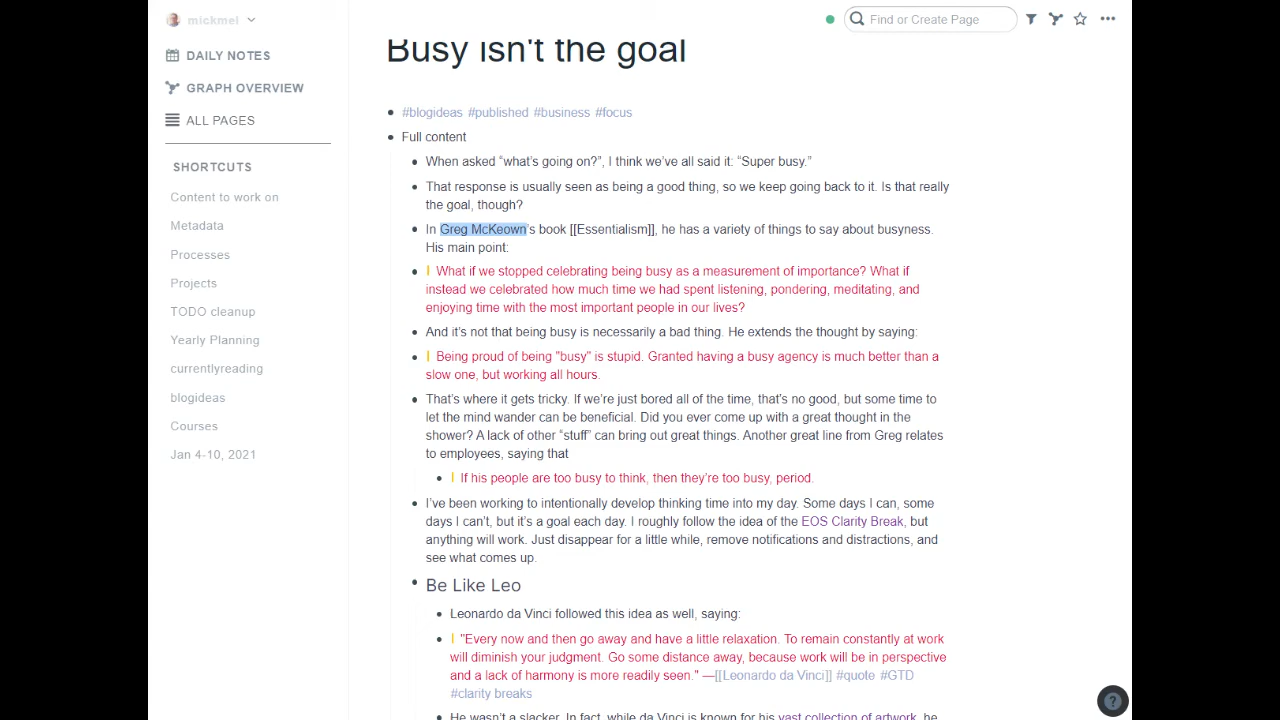 mickmel
Find or Create Page
DAILY NOTES
GRAPH OVERVIEW
ALL PAGES
SHORTCUTS
Content to work on
Metadata
Processes
Projects
TODO cleanup
Yearly Planning
currentlyreading
blogideas
Courses
Jan 4-10, 2021
Busy isn't the goal
#blogideas #published #business #focus
Full content
When asked “what’s going on?”, I think we’ve all said it: “Super busy.”
That response is usually seen as being a good thing, so we keep going back to it. Is that really
the goal, though?
In Greg McKeown’s book [[Essentialism]], he has a variety of things to say about busyness.
His main point:
What if we stopped celebrating being busy as a measurement of importance? What if
instead we celebrated how much time we had spent listening, pondering, meditating, and
enjoying time with the most important people in our lives?
And it’s not that being busy is necessarily a bad thing. He extends the thought by saying:
Being proud of being "busy" is stupid. Granted having a busy agency is much better than a
slow one, but working all hours.
That’s where it gets tricky. If we’re just bored all of the time, that’s no good, but some time to
let the mind wander can be beneficial. Did you ever come up with a great thought in the
shower? A lack of other “stuff” can bring out great things. Another great line from Greg relates
to employees, saying that
If his people are too busy to think, then they’re too busy, period.
I’ve been working to intentionally develop thinking time into my day. Some days I can, some
days I can’t, but it’s a goal each day. I roughly follow the idea of the EOS Clarity Break, but
anything will work. Just disappear for a little while, remove notifications and distractions, and
see what comes up.
Be Like Leo
Leonardo da Vinci followed this idea as well, saying:
"Every now and then go away and have a little relaxation. To remain constantly at work
will diminish your judgment. Go some distance away, because work will be in perspective
and a lack of harmony is more readily seen." —[[Leonardo da Vinci]] #quote #GTD
#clarity breaks
He wasn’t a slacker. In fact, while da Vinci is known for his vast collection of artwork, he
?